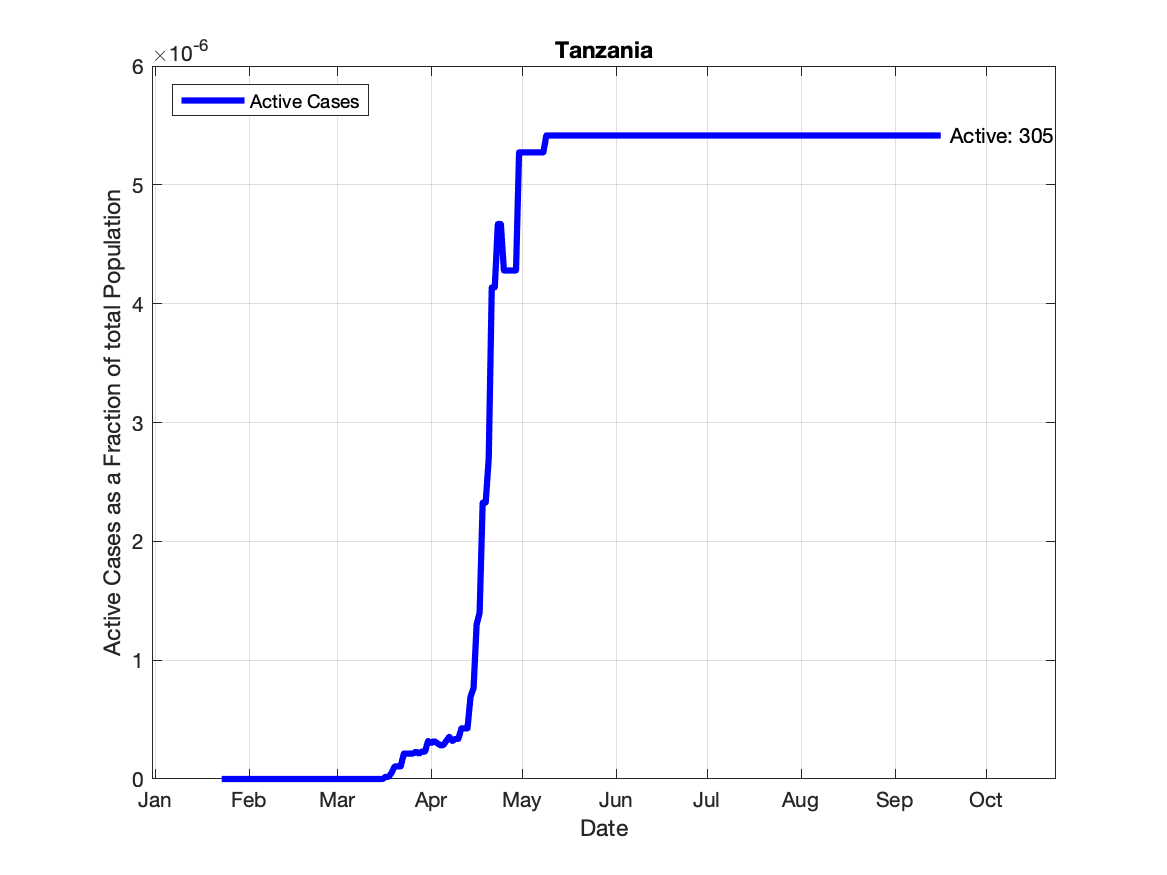 Tanzania
×10-6
Active Cases
Active: 305
6
5
4
3
2
1
0
Active Cases as a Fraction of total Population
Jan Feb Mar Apr May Jun Jul Aug Sep Oct
Date